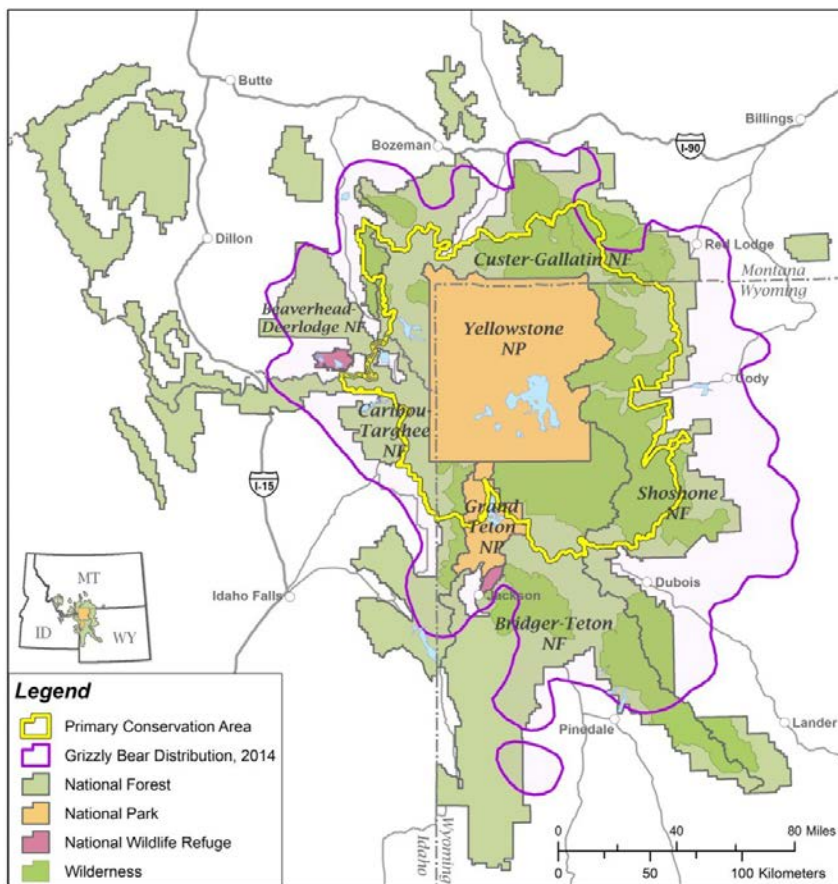 Butte
Billings
I-90
Bozeman
Dillon
Red Lodge
Custer-Gallatin NF
Montana
Wyoming
Beaverhead-
Deerlodge NF
Yellowstone
NP
Cody
Caribou-
Targhee
NF
I-15
Shoshone
NF
Grand
Teton
NP
Dubois
Idaho Falls
Jackson
MT
ID
WY
Bridger-Teton
NF
Lander
Pinedale
Legend
Primary Conservation Area
Grizzly Bear Distribution, 2014
National Forest
National Park
National Wildlife Refuge
Wilderness
Wyoming
Idaho
0 40 80 Miles
0 50 100 Kilometers